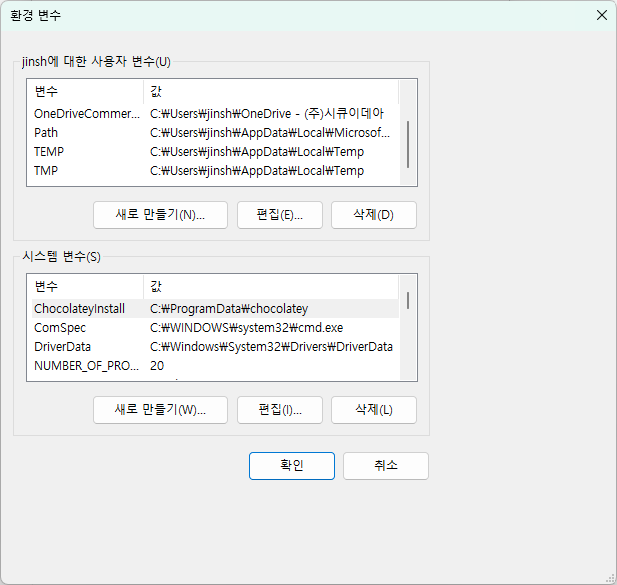 환경 변수
jinsh에 대한 사용자 변수(U)
변수 값
OneDriveCommer... C:₩Users₩jinsh₩OneDrive - (주)시큐이데아
Path C:₩Users₩jinsh₩AppData₩Local₩Microsof...
TEMP C:₩Users₩jinsh₩AppData₩Local₩Temp
TMP C:₩Users₩jinsh₩AppData₩Local₩Temp
새로 만들기(N)... 편집(E)... 삭제(D)
시스템 변수(S)
변수 값
ChocolateyInstall C:₩ProgramData₩chocolatey
ComSpec C:₩WINDOWS₩system32₩cmd.exe
DriverData C:₩Windows₩System32₩Drivers₩DriverData
NUMBER_OF_PRO... 20
새로 만들기(W)... 편집(I)... 삭제(L)
확인 취소